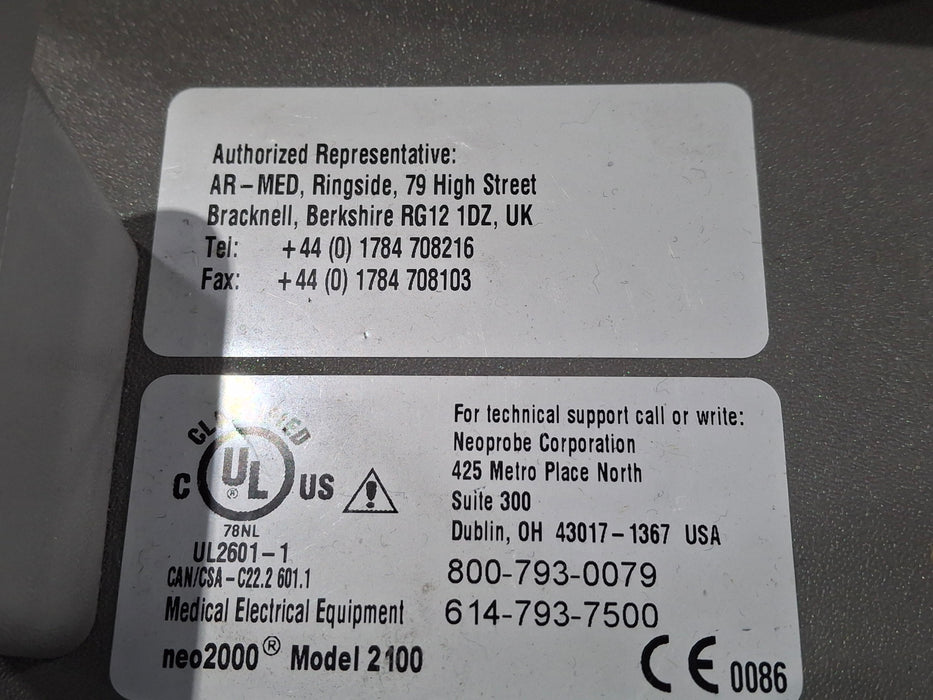 Authorized Representative:
AR-MED, Ringside, 79 High Street
Bracknell, Berkshire RG12 1DZ, UK
Tel: +44 (0) 1784 708216
Fax: +44 (0) 1784 708103
C UL® US
78NL
UL2601-1
CAN/CSA-C22.2 601.1
Medical Electrical Equipment
neo2000® Model 2100
For technical support call or write:
Neoprobe Corporation
425 Metro Place North
Suite 300
Dublin, OH 43017-1367 USA
800-793-0079
614-793-7500
CE 0086